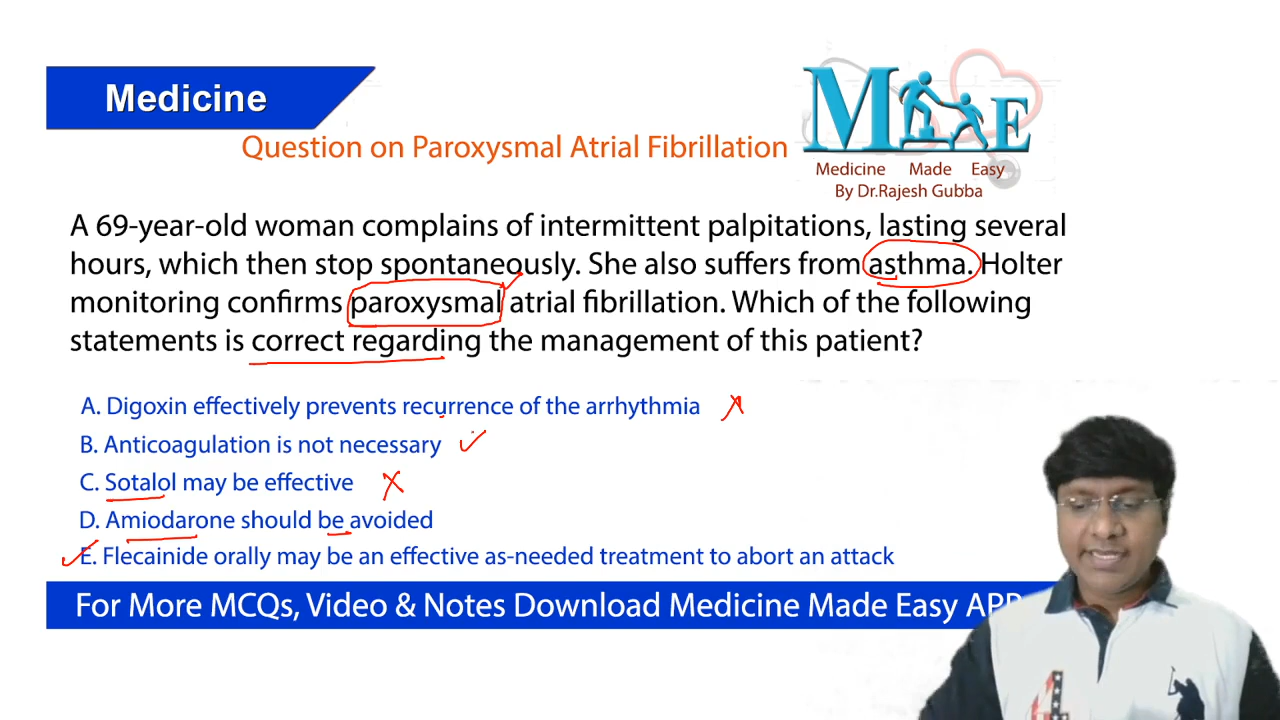 Medicine
Question on Paroxysmal Atrial Fibrillation
M E
Medicine Made Easy
By Dr.Rajesh Gubba
A 69-year-old woman complains of intermittent palpitations, lasting several
hours, which then stop spontaneously. She also suffers from asthma. Holter
monitoring confirms paroxysmal atrial fibrillation. Which of the following
statements is correct regarding the management of this patient?
A. Digoxin effectively prevents recurrence of the arrhythmia
B. Anticoagulation is not necessary
C. Sotalol may be effective
D. Amiodarone should be avoided
E. Flecainide orally may be an effective as-needed treatment to abort an attack
For More MCQs, Video & Notes Download Medicine Made Easy APP